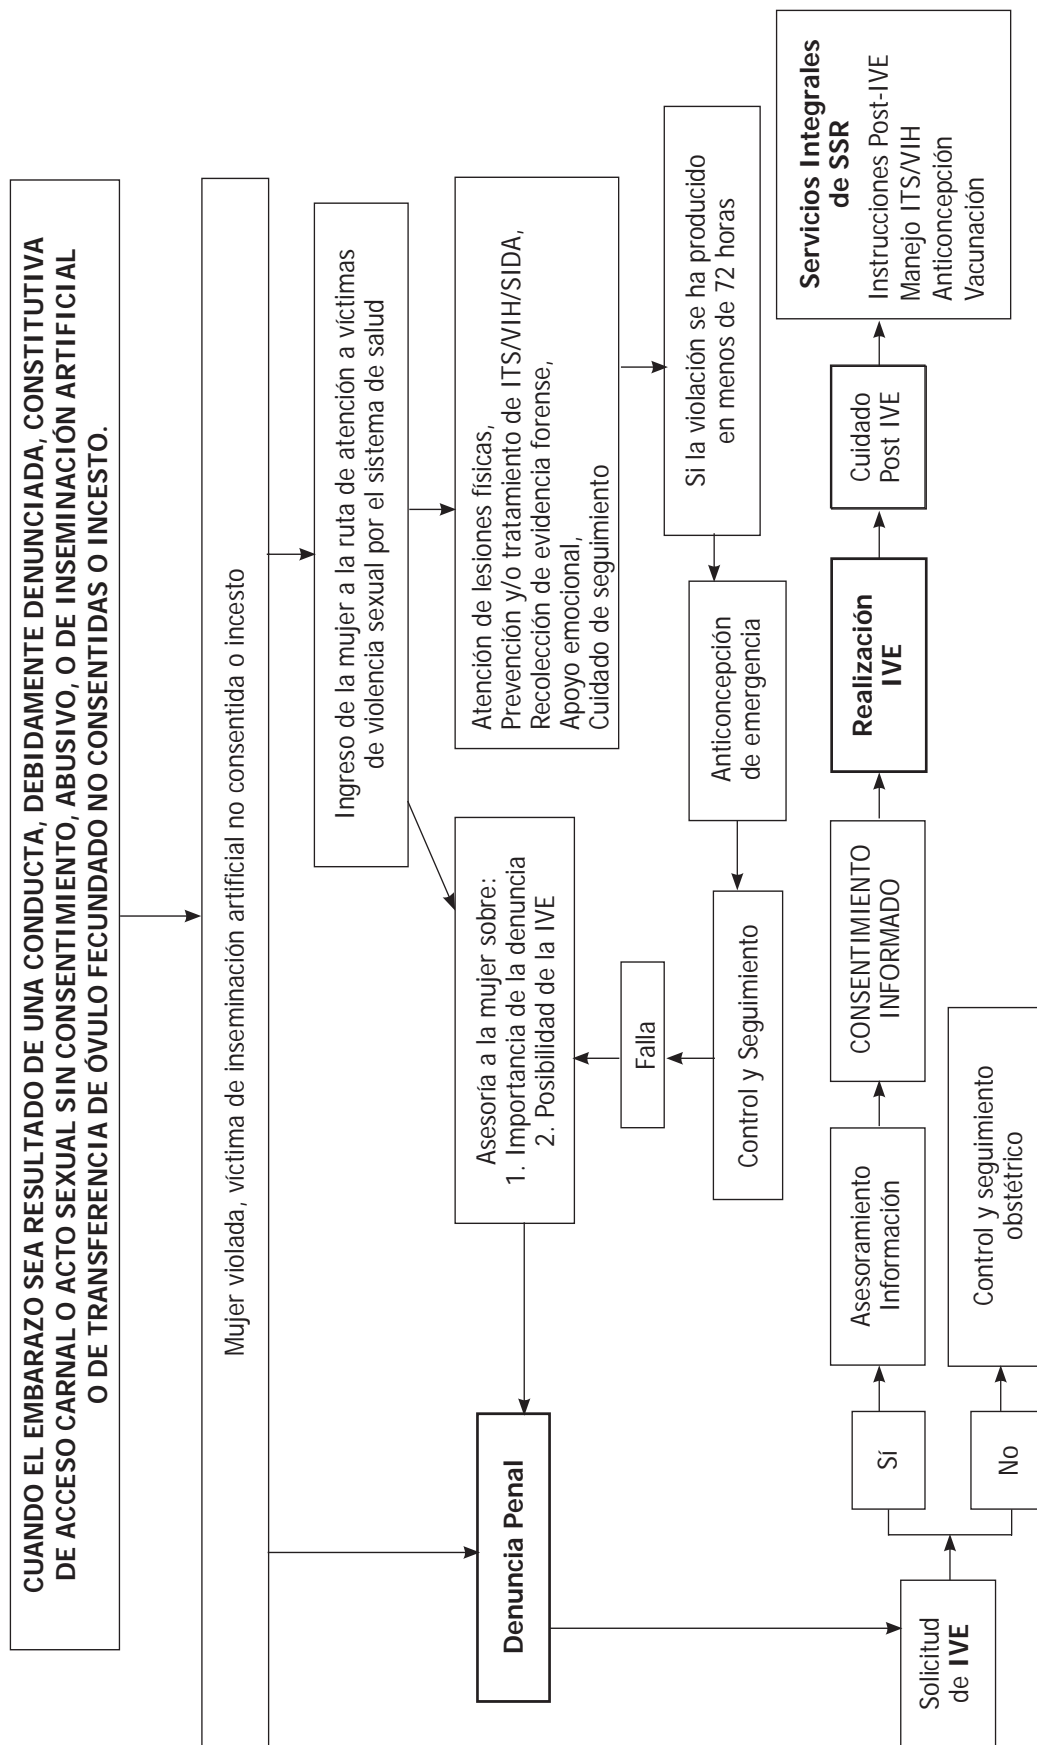 CUANDO EL EMBARAZO SEA RESULTADO DE UNA CONDUCTA, DEBIDAMENTE DENUNCIADA, CONSTITUTIVA
DE ACCESO CARNAL O ACTO SEXUAL SIN CONSENTIMIENTO, ABUSIVO, O DE INSEMINACIÓN ARTIFICIAL
O DE TRANSFERENCIA DE ÓVULO FECUNDADO NO CONSENTIDAS O INCESTO.
Mujer violada, víctima de inseminación artificial no consentida o incesto
Ingreso de la mujer a la ruta de atención a víctimas
de violencia sexual por el sistema de salud
Denuncia Penal
Asesoría a la mujer sobre:
1. Importancia de la denuncia
2. Posibilidad de la IVE
Atención de lesiones físicas,
Prevención y/o tratamiento de ITS/VIH/SIDA,
Recolección de evidencia forense,
Apoyo emocional,
Cuidado de seguimiento
Falla
Control y Seguimiento
Anticoncepción
de emergencia
Si la violación se ha producido
en menos de 72 horas
Solicitud
de IVE
Sí
Asesoramiento
Información
CONSENTIMIENTO
INFORMADO
Realización
IVE
Cuidado
Post IVE
Servicios Integrales
de SSR
Instrucciones Post-IVE
Manejo ITS/VIH
Anticoncepción
Vacunación
No
Control y seguimiento
obstétrico